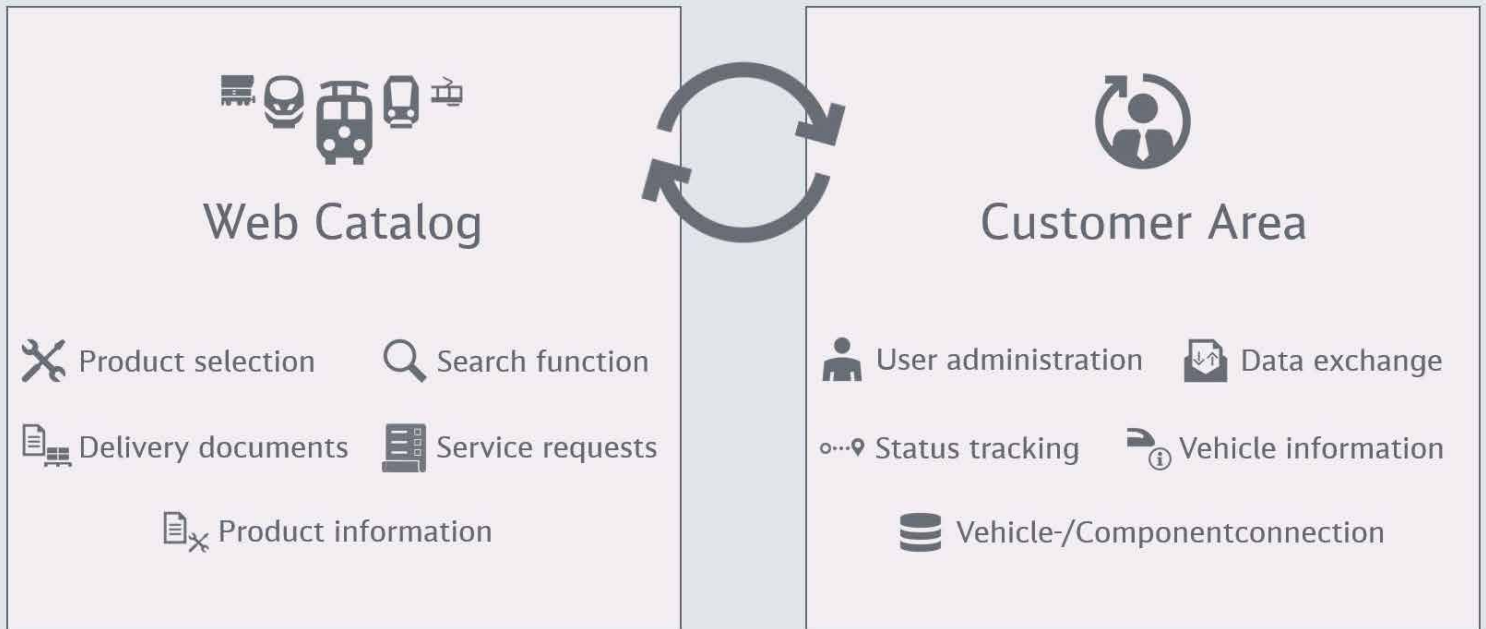 Web Catalog
Product selection
Search function
Delivery documents
Service requests
Product information
Customer Area
User administration
Data exchange
Status tracking
Vehicle information
Vehicle-/Componentconnection